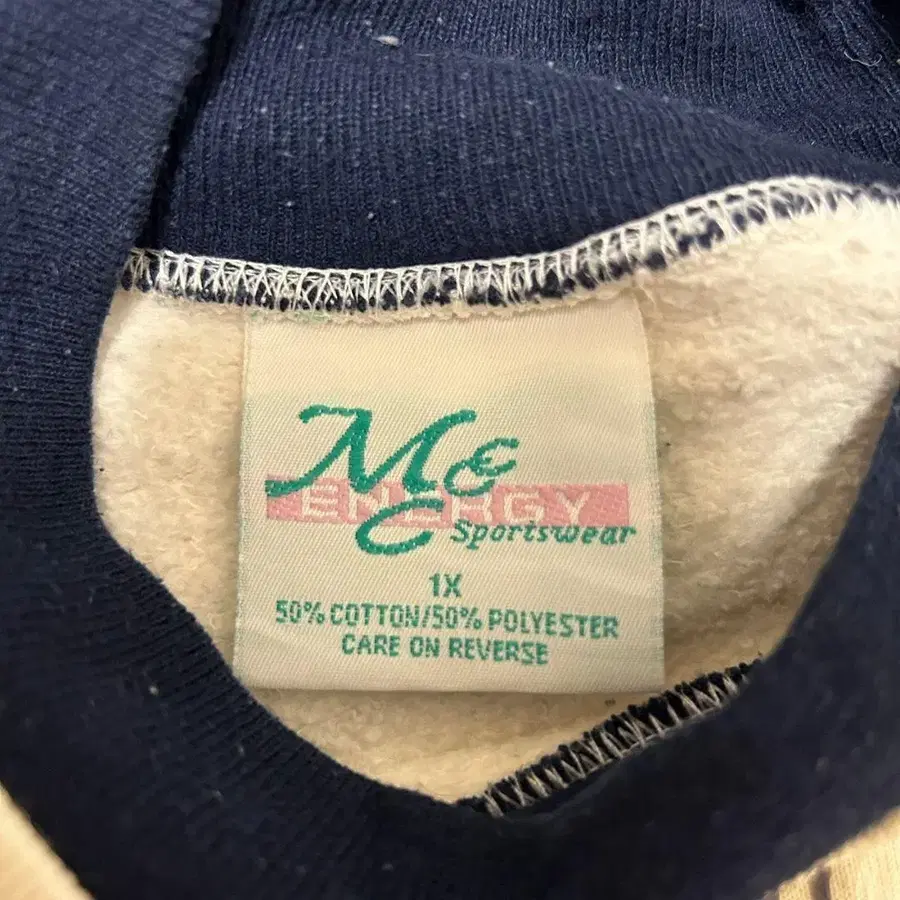 M&C
ENERGY
Sportswear
1X
50% COTTON/50% POLYESTER
CARE ON REVERSE